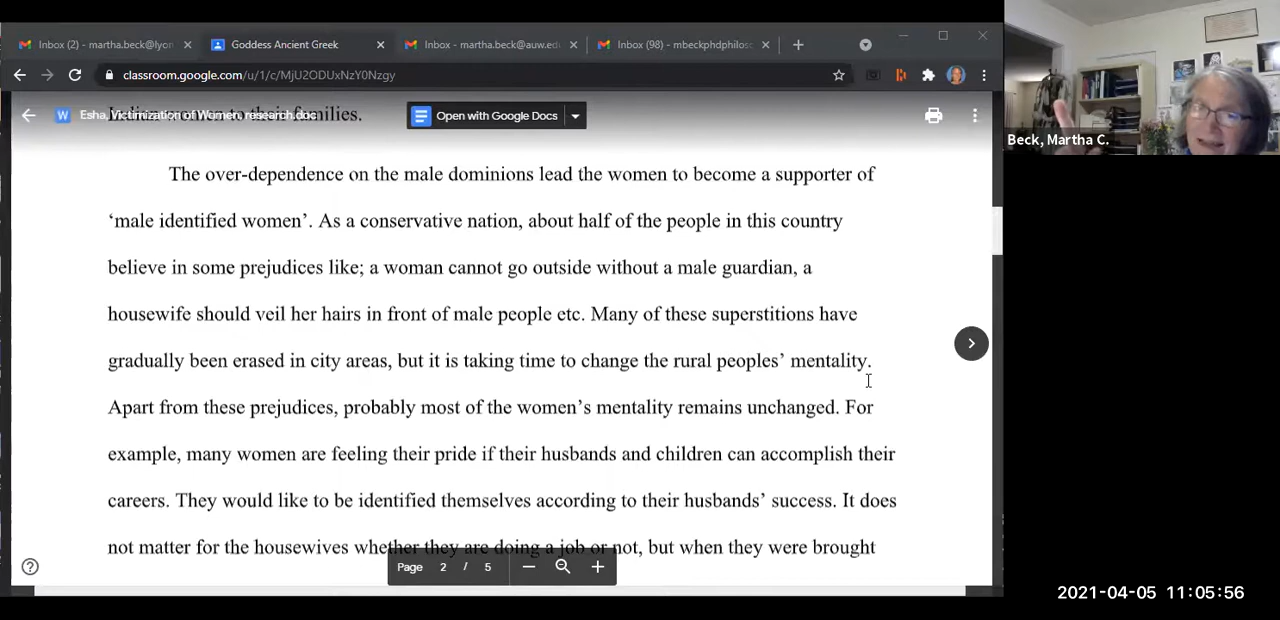 Inbox (2) - martha.beck@lyon
Goddess Ancient Greek
Inbox - martha.beck@auw.ed
Inbox (98) - mbeckphdphilos
classroom.google.com/u/1/c/MjU2ODUxNzY0Nzgy
Esha, Victimization of Women, research.doc
Open with Google Docs
women to their families.
Beck, Martha C.
The over-dependence on the male dominions lead the women to become a supporter of
‘male identified women’. As a conservative nation, about half of the people in this country
believe in some prejudices like; a woman cannot go outside without a male guardian, a
housewife should veil her hairs in front of male people etc. Many of these superstitions have
gradually been erased in city areas, but it is taking time to change the rural peoples’ mentality.
Apart from these prejudices, probably most of the women’s mentality remains unchanged. For
example, many women are feeling their pride if their husbands and children can accomplish their
careers. They would like to be identified themselves according to their husbands’ success. It does
not matter for the housewives whether they are doing a job or not, but when they were brought
Page 2 / 5
2021-04-05 11:05:56